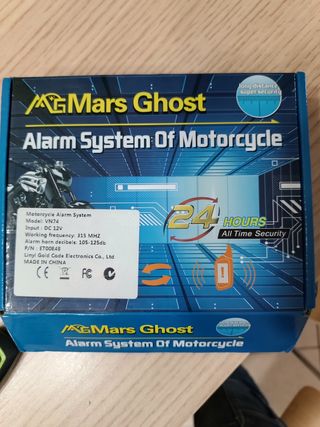 long distance
super security
MG Mars Ghost
Alarm System Of Motorcycle
24 HOURS
All Time Security
Motorcycle Alarm System
Model: VN74
Input : DC 12V
Working frequency: 315 MHZ
Alarm horn decibels: 105-125db
P/N : ET00848
Linyi Gold Code Electronics Co., Ltd
MADE IN CHINA
CE
MG Mars Ghost
Alarm System Of Motorcycle